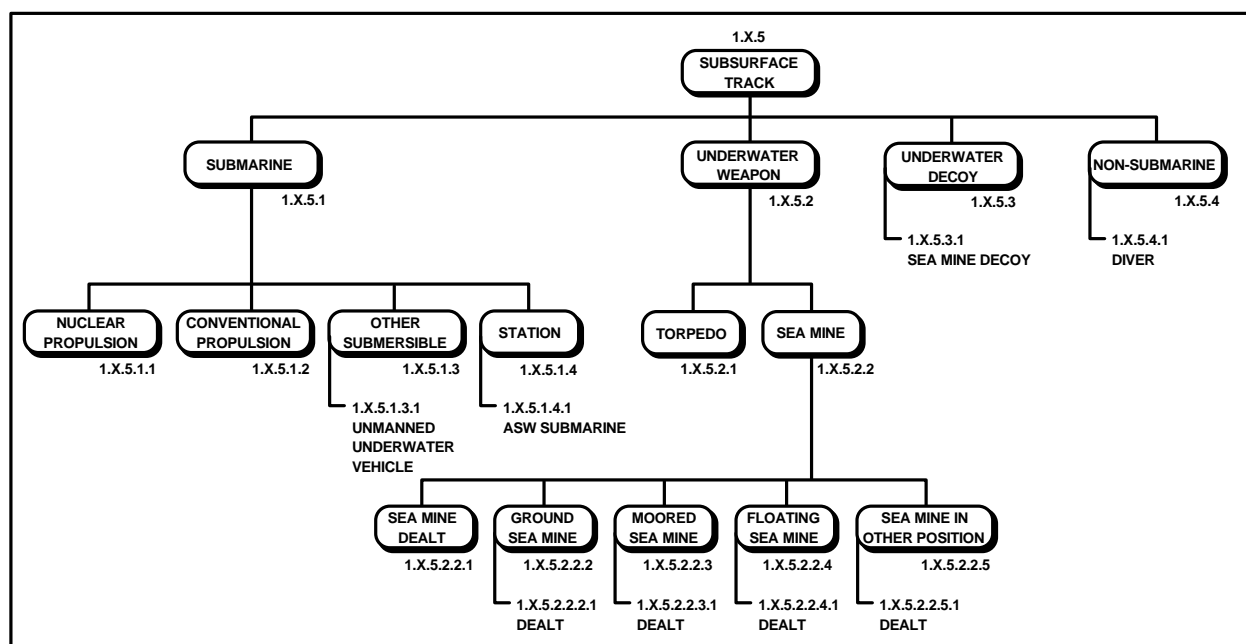 1.X.5
SUBSURFACE
TRACK
SUBMARINE
1.X.5.1
UNDERWATER
WEAPON
1.X.5.2
UNDERWATER
DECOY
1.X.5.3
NON-SUBMARINE
1.X.5.4
1.X.5.3.1
SEA MINE DECOY
1.X.5.4.1
DIVER
NUCLEAR
PROPULSION
1.X.5.1.1
CONVENTIONAL
PROPULSION
1.X.5.1.2
OTHER
SUBMERSIBLE
1.X.5.1.3
STATION
1.X.5.1.4
TORPEDO
1.X.5.2.1
SEA MINE
1.X.5.2.2
1.X.5.1.3.1
UNMANNED
UNDERWATER
VEHICLE
1.X.5.1.4.1
ASW SUBMARINE
SEA MINE
DEALT
1.X.5.2.2.1
GROUND
SEA MINE
1.X.5.2.2.2
MOORED
SEA MINE
1.X.5.2.2.3
FLOATING
SEA MINE
1.X.5.2.2.4
SEA MINE IN
OTHER POSITION
1.X.5.2.2.5
1.X.5.2.2.2.1
DEALT
1.X.5.2.2.3.1
DEALT
1.X.5.2.2.4.1
DEALT
1.X.5.2.2.5.1
DEALT